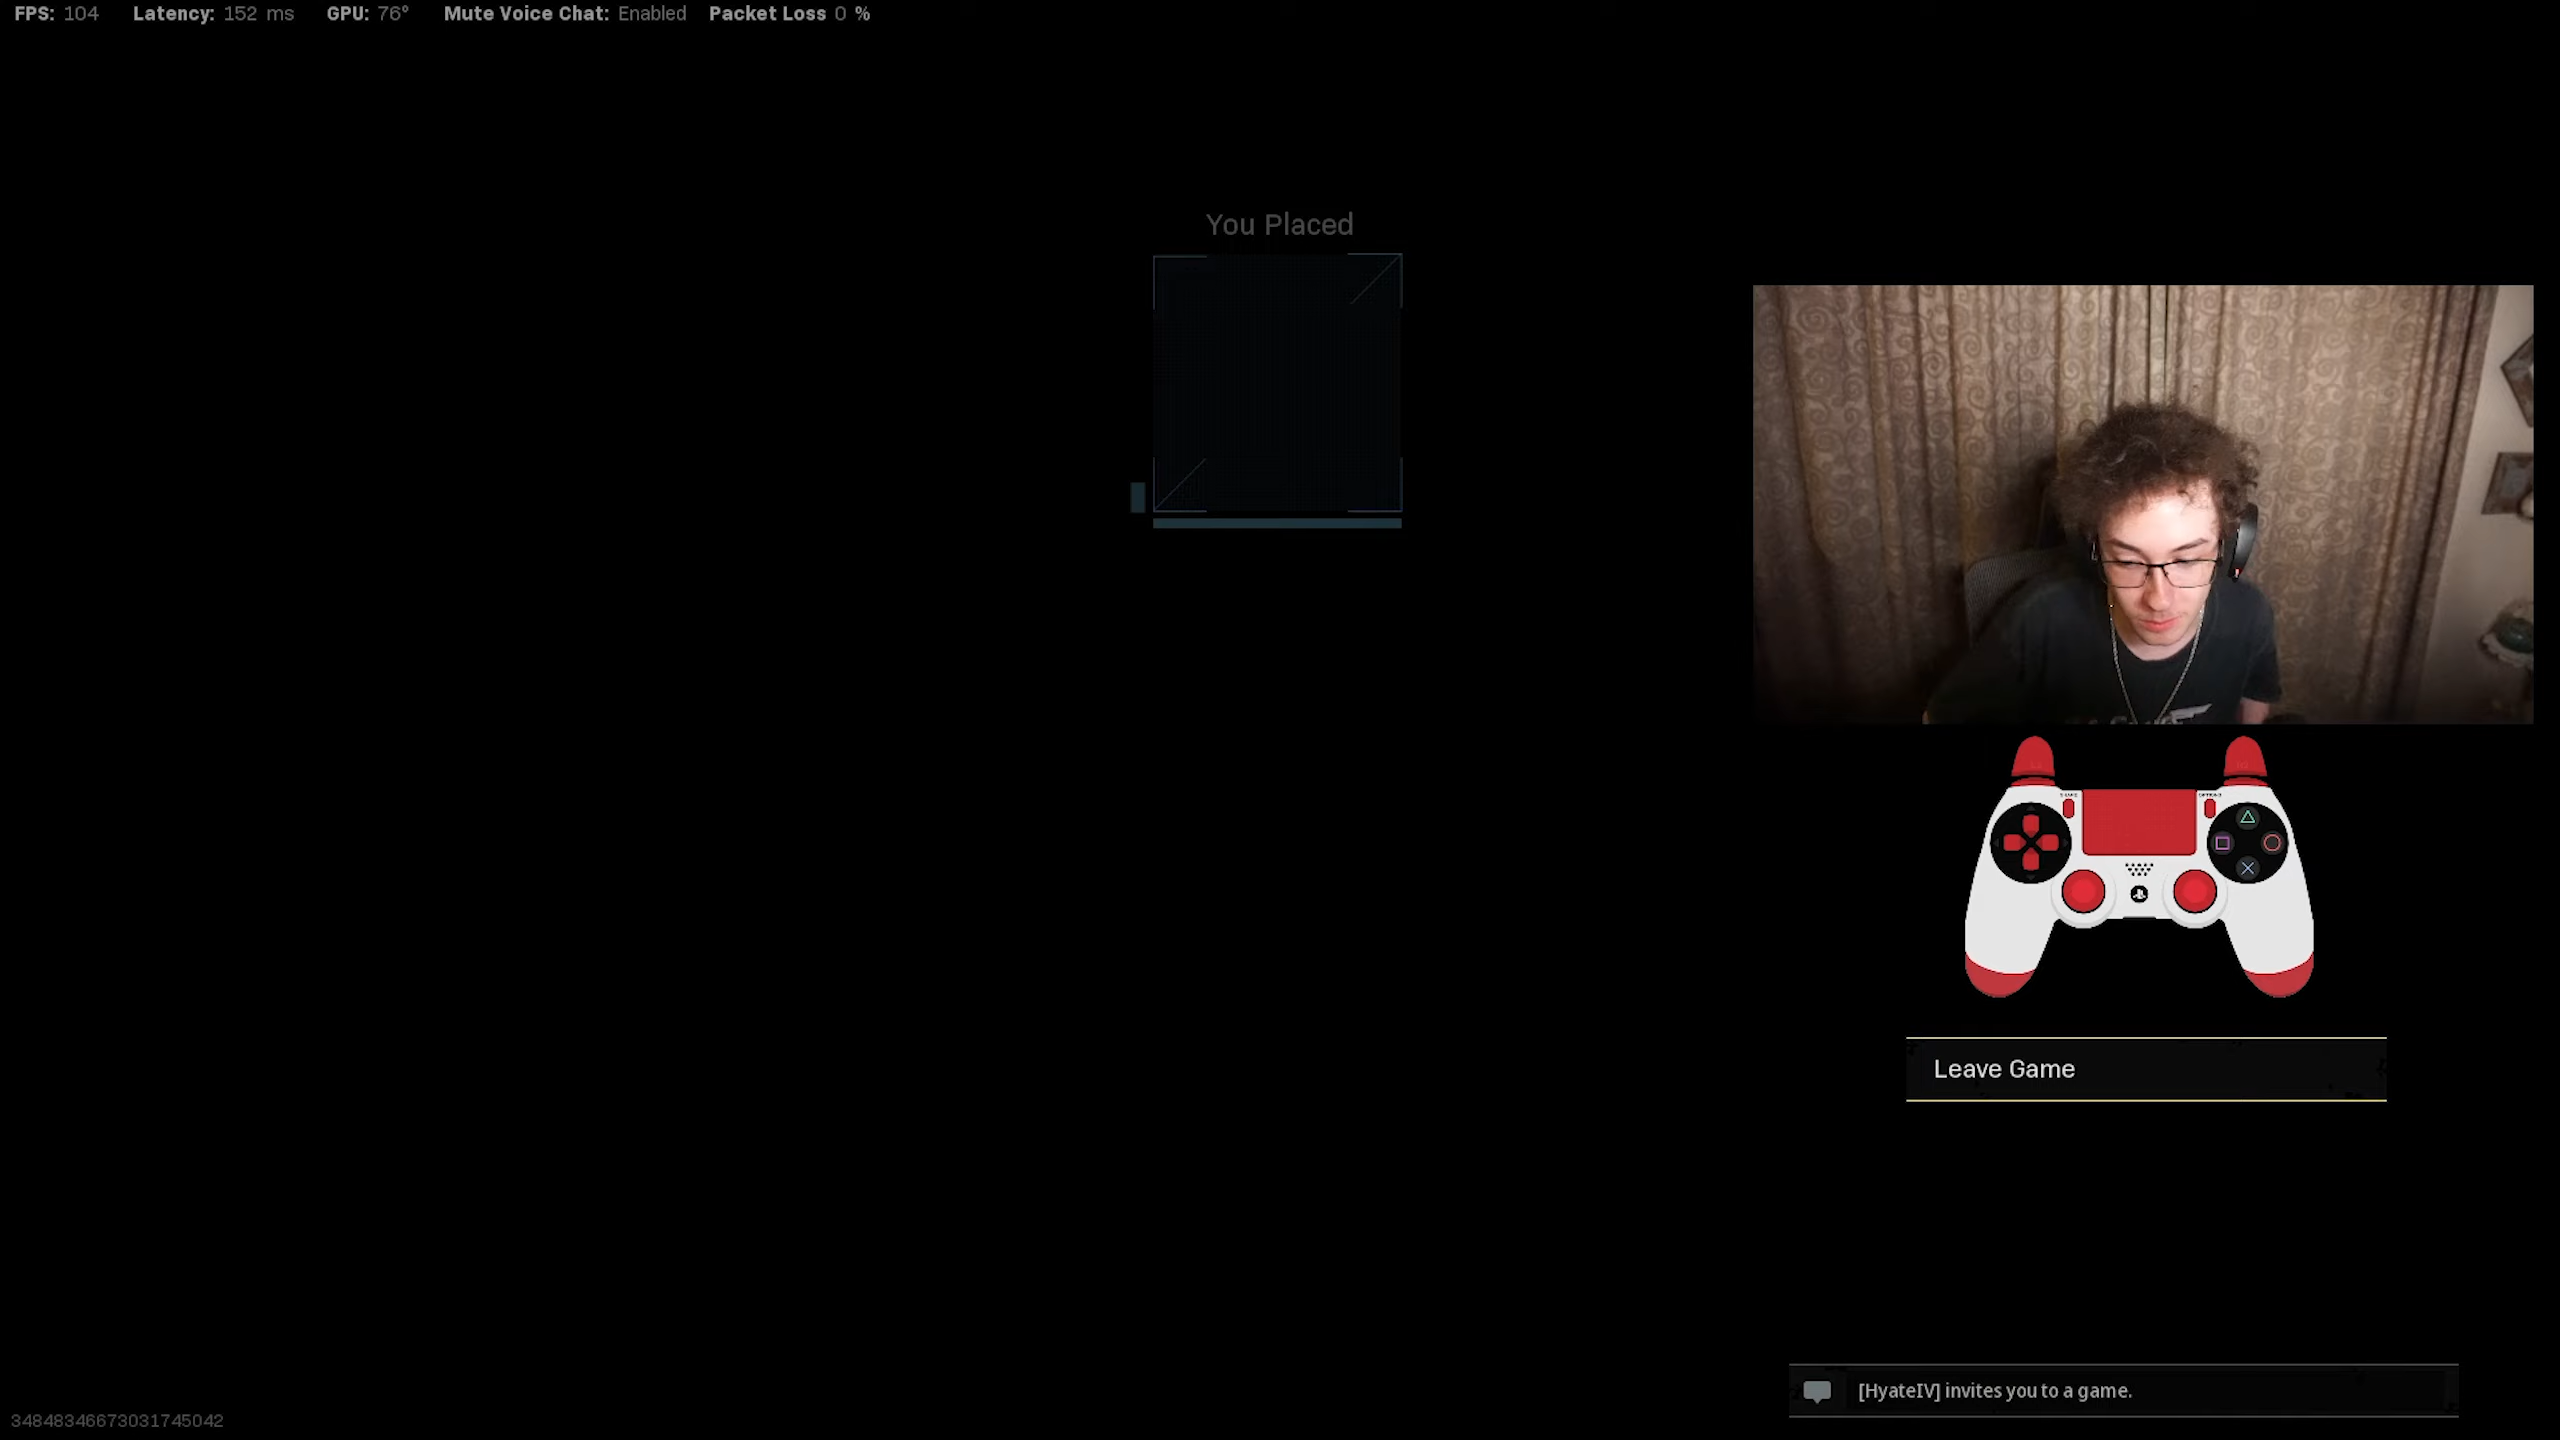 FPS: 104 Latency: 152 ms GPU: 76° Mute Voice Chat: Enabled Packet Loss 0 %
You Placed
Leave Game
[HyateIV] invites you to a game.
34848346673031745042